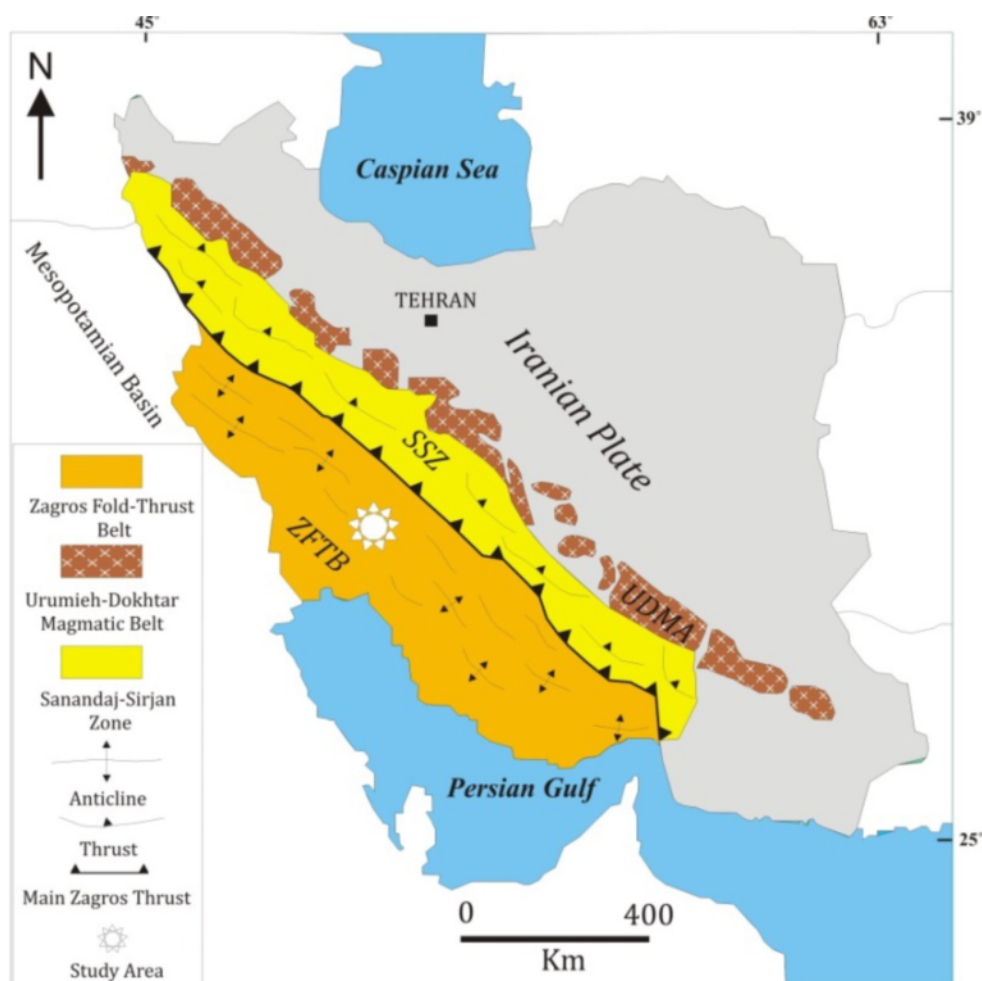 45°
63°
N
39°
Caspian Sea
Mesopotamian Basin
TEHRAN
Iranian Plate
SSZ
ZFTB
UDMA
Zagros Fold-Thrust
Belt
Urumieh-Dokhtar
Magmatic Belt
Sanandaj-Sirjan
Zone
Anticline
Thrust
Main Zagros Thrust
Study Area
Persian Gulf
25°
0 400
Km